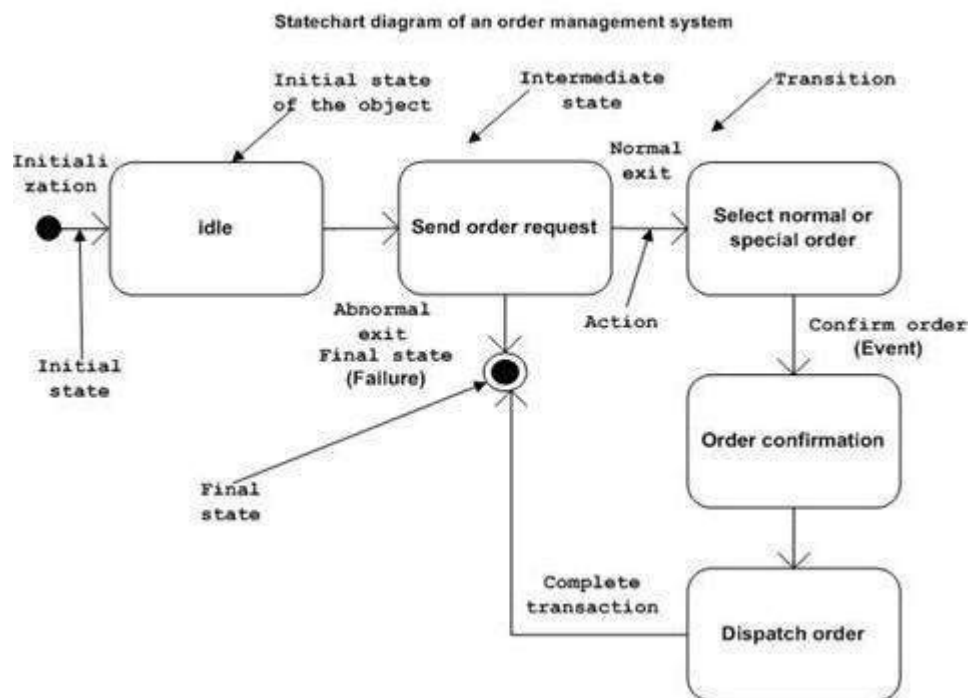 Statechart diagram of an order management system
Initial state
of the object
Intermediate
state
Transition
Initiali
zation
Normal
exit
idle
Send order request
Select normal or
special order
Abnormal
exit
Final state
(Failure)
Action
Confirm order
(Event)
Initial
state
Order confirmation
Final
state
Complete
transaction
Dispatch order